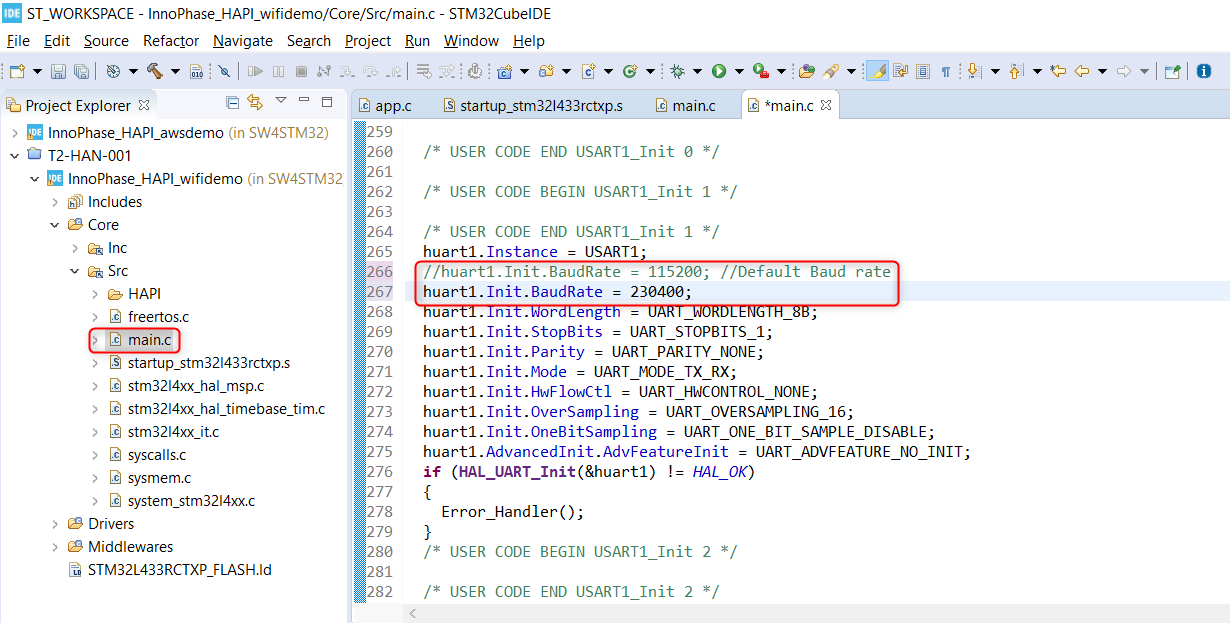 IDE ST_WORKSPACE - InnoPhase_HAPI_wifidemo/Core/Src/main.c - STM32CubeIDE
File Edit Source Refactor Navigate Search Project Run Window Help
Project Explorer
IDE InnoPhase_HAPI_awsdemo (in SW4STM32)
T2-HAN-001
IDE InnoPhase_HAPI_wifidemo (in SW4STM32)
Includes
Core
Inc
Src
HAPI
freertos.c
main.c
startup_stm32l433rctxp.s
stm32l4xx_hal_msp.c
stm32l4xx_hal_timebase_tim.c
stm32l4xx_it.c
syscalls.c
sysmem.c
system_stm32l4xx.c
Drivers
Middlewares
STM32L433RCTXP_FLASH.ld
app.c startup_stm32l433rctxp.s main.c *main.c
259
260 /* USER CODE END USART1_Init 0 */
261
262 /* USER CODE BEGIN USART1_Init 1 */
263
264 /* USER CODE END USART1_Init 1 */
265 huart1.Instance = USART1;
266 //huart1.Init.BaudRate = 115200; //Default Baud rate
267 huart1.Init.BaudRate = 230400;
268 huart1.Init.WordLength = UART_WORDLENGTH_8B;
269 huart1.Init.StopBits = UART_STOPBITS_1;
270 huart1.Init.Parity = UART_PARITY_NONE;
271 huart1.Init.Mode = UART_MODE_TX_RX;
272 huart1.Init.HwFlowCtl = UART_HWCONTROL_NONE;
273 huart1.Init.OverSampling = UART_OVERSAMPLING_16;
274 huart1.Init.OneBitSampling = UART_ONE_BIT_SAMPLE_DISABLE;
275 huart1.AdvancedInit.AdvFeatureInit = UART_ADVFEATURE_NO_INIT;
276 if (HAL_UART_Init(&huart1) != HAL_OK)
277 {
278 Error_Handler();
279 }
280 /* USER CODE BEGIN USART1_Init 2 */
281
282 /* USER CODE END USART1_Init 2 */